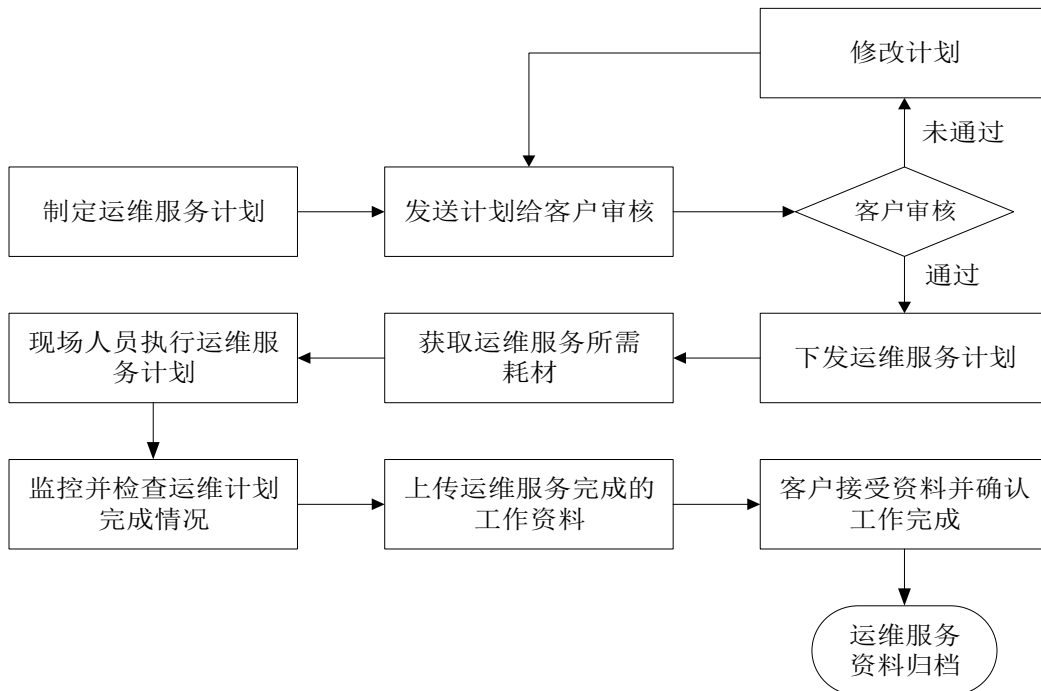 修改计划
未通过
制定运维服务计划
发送计划给客户审核
客户审核
通过
现场人员执行运维服
务计划
获取运维服务所需
耗材
下发运维服务计划
监控并检查运维计划
完成情况
上传运维服务完成的
工作资料
客户接受资料并确认
工作完成
运维服务
资料归档